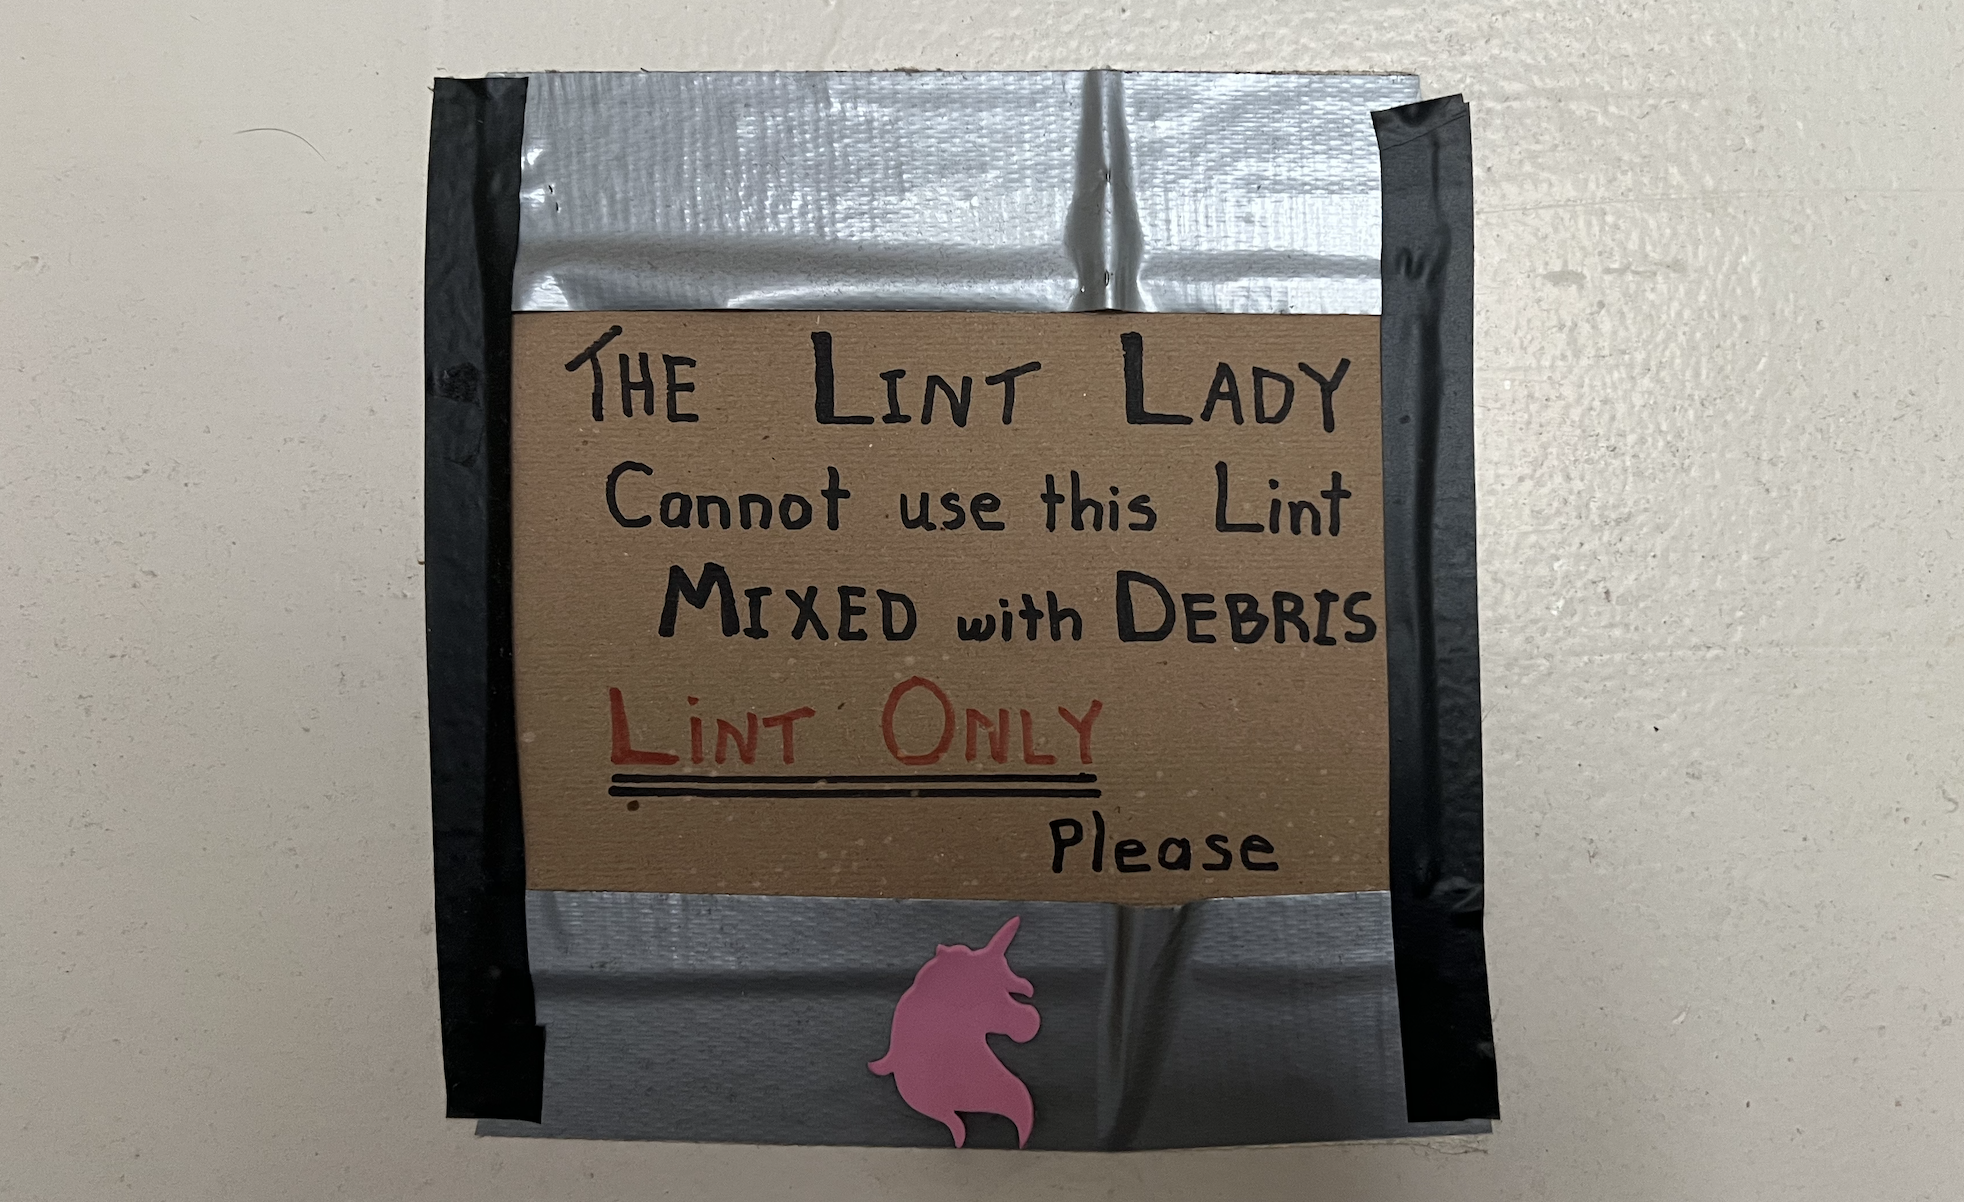 THE LINT LADY
Cannot use this Lint
MIXED with DEBRIS
LiNT ONLY
Please